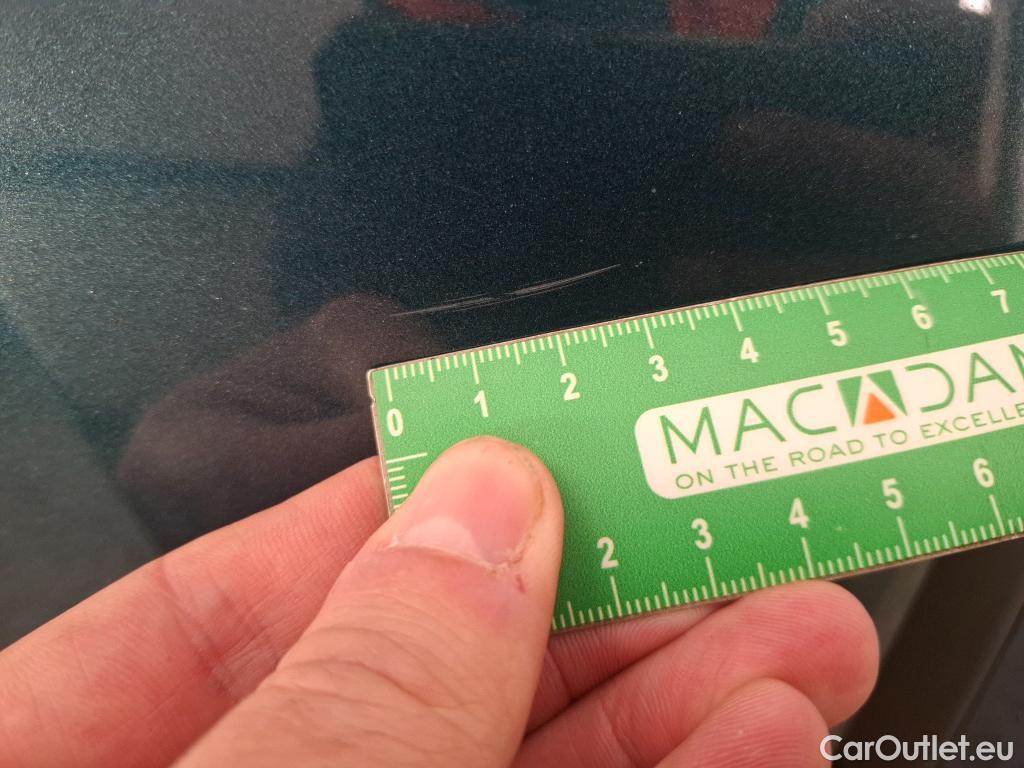 0 1 2 3 4 5 6 7
MACADAM
ON THE ROAD TO EXCELLE
2 3 4 5 6
CarOutlet.eu